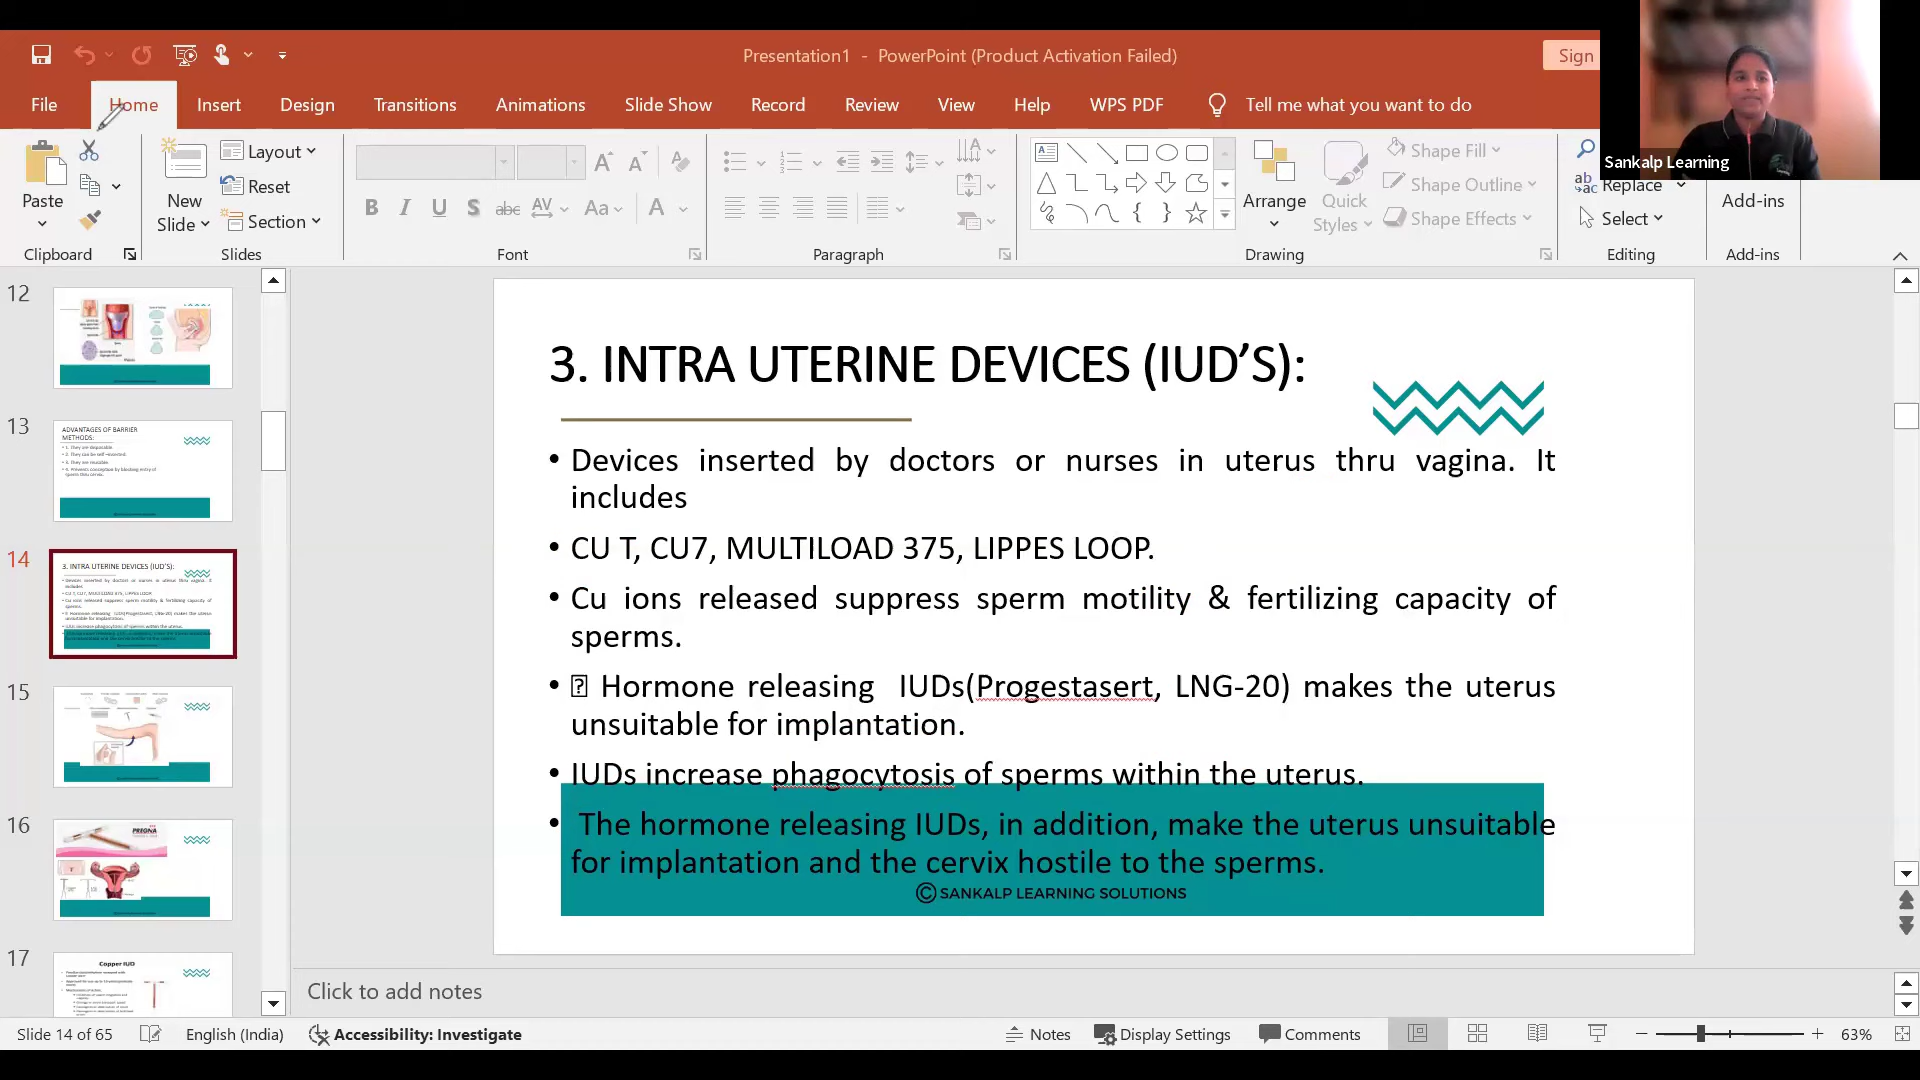 Presentation1 - PowerPoint (Product Activation Failed)
Sign
File Home Insert Design Transitions Animations Slide Show Record Review View Help WPS PDF Tell me what you want to do
Sankalp Learning
Paste
New Slide
Layout
Reset
Section
B I U S abc AV Aa A
Arrange
Quick Styles
Shape Fill
Shape Outline
Shape Effects
Replace
Select
Add-ins
Clipboard Slides Font Paragraph Drawing Editing Add-ins
12
13
ADVANTAGES OF BARRIER
METHODS:
14
3. INTRA UTERINE DEVICES (IUD'S):
15
16
PREGNA
17
Copper IUD
3. INTRA UTERINE DEVICES (IUD’S):
• Devices inserted by doctors or nurses in uterus thru vagina. It
includes
• CU T, CU7, MULTILOAD 375, LIPPES LOOP.
• Cu ions released suppress sperm motility & fertilizing capacity of
sperms.
• Hormone releasing IUDs(Progestasert, LNG-20) makes the uterus
unsuitable for implantation.
• IUDs increase phagocytosis of sperms within the uterus.
• The hormone releasing IUDs, in addition, make the uterus unsuitable
for implantation and the cervix hostile to the sperms.
© SANKALP LEARNING SOLUTIONS
Click to add notes
Slide 14 of 65 English (India) Accessibility: Investigate Notes Display Settings Comments 63%